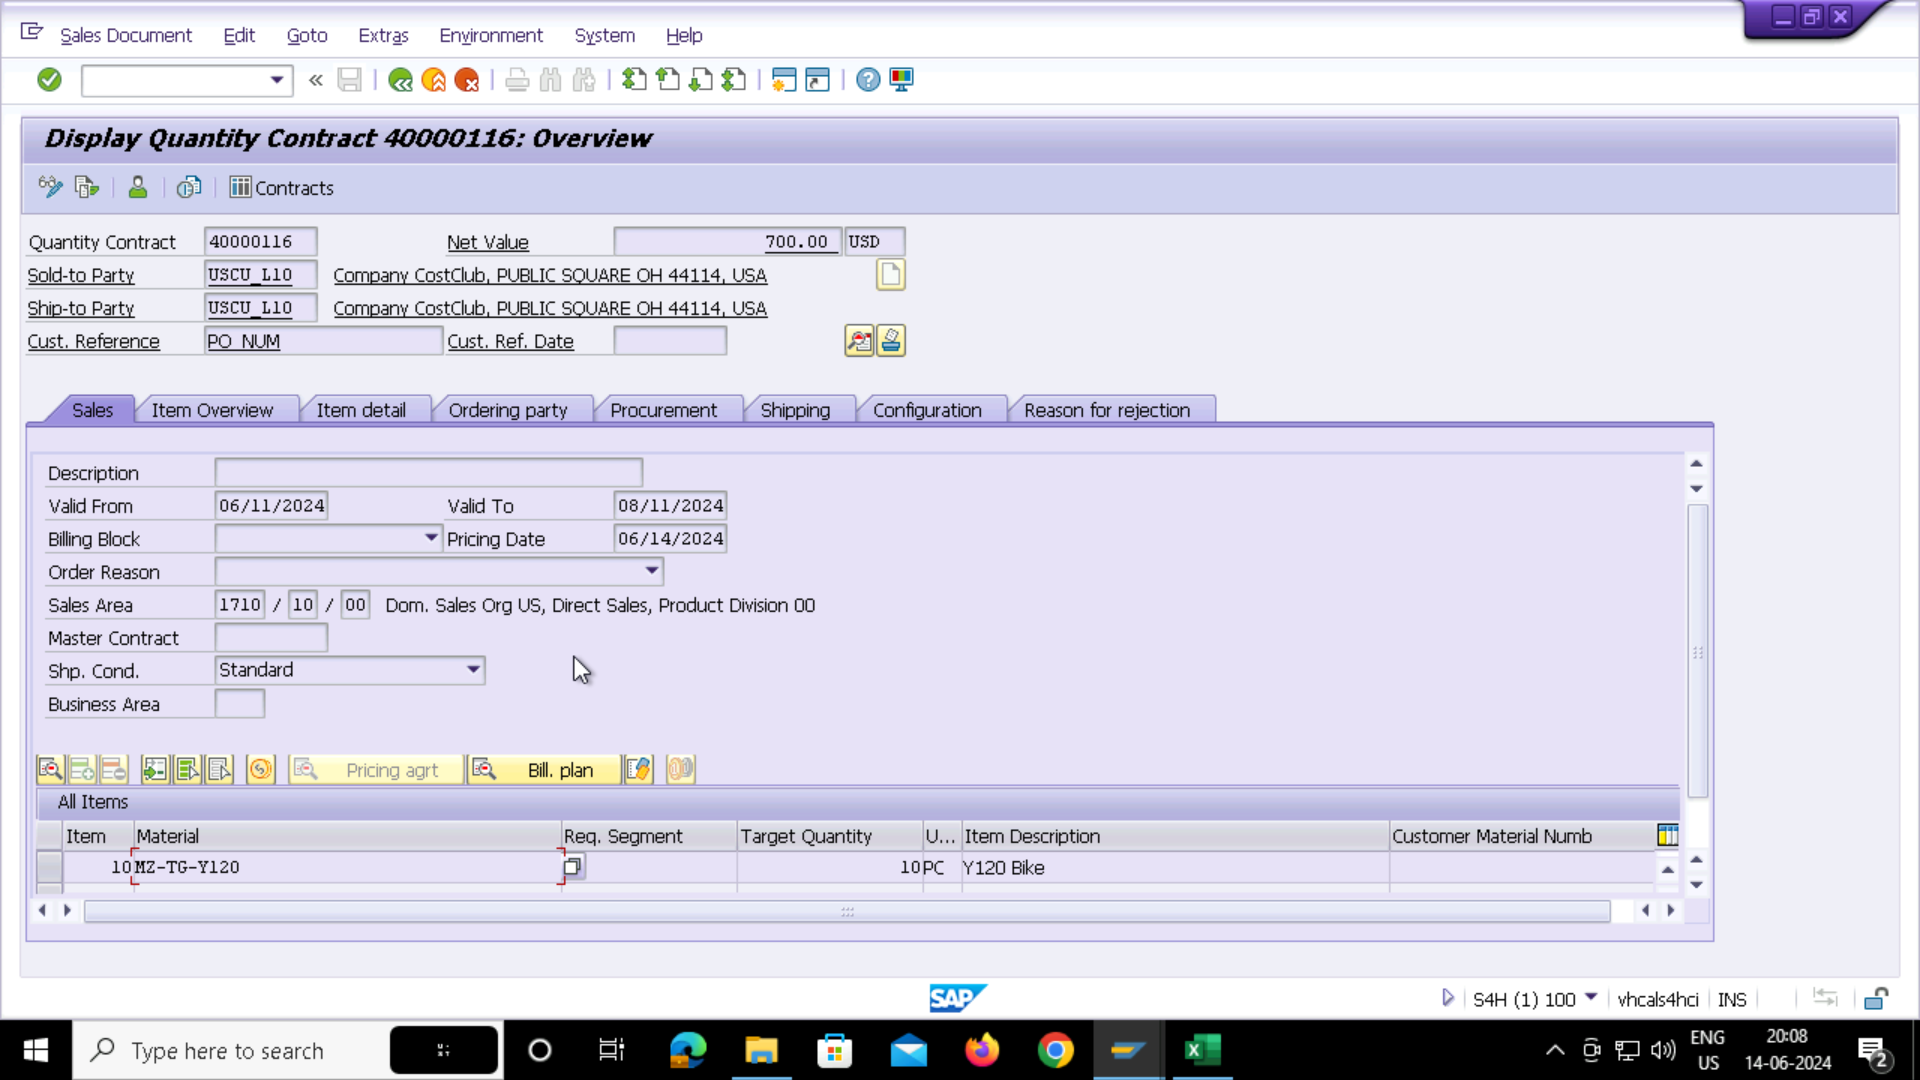 Sales Document Edit Goto Extras Environment System Help
Display Quantity Contract 40000116: Overview
Contracts
Quantity Contract 40000116 Net Value 700.00 USD
Sold-to Party USCU_L10 Company CostClub, PUBLIC SQUARE OH 44114, USA
Ship-to Party USCU_L10 Company CostClub, PUBLIC SQUARE OH 44114, USA
Cust. Reference PO NUM Cust. Ref. Date
Sales Item Overview Item detail Ordering party Procurement Shipping Configuration Reason for rejection
Description
Valid From 06/11/2024 Valid To 08/11/2024
Billing Block Pricing Date 06/14/2024
Order Reason
Sales Area 1710 / 10 / 00 Dom. Sales Org US, Direct Sales, Product Division 00
Master Contract
Shp. Cond. Standard
Business Area
Pricing agrt Bill. plan
All Items
Item Material Req. Segment Target Quantity U... Item Description Customer Material Numb
10 MZ-TG-Y120 10 PC Y120 Bike
SAP S4H (1) 100 vhcals4hci INS
Type here to search ENG 20:08
US 14-06-2024 2